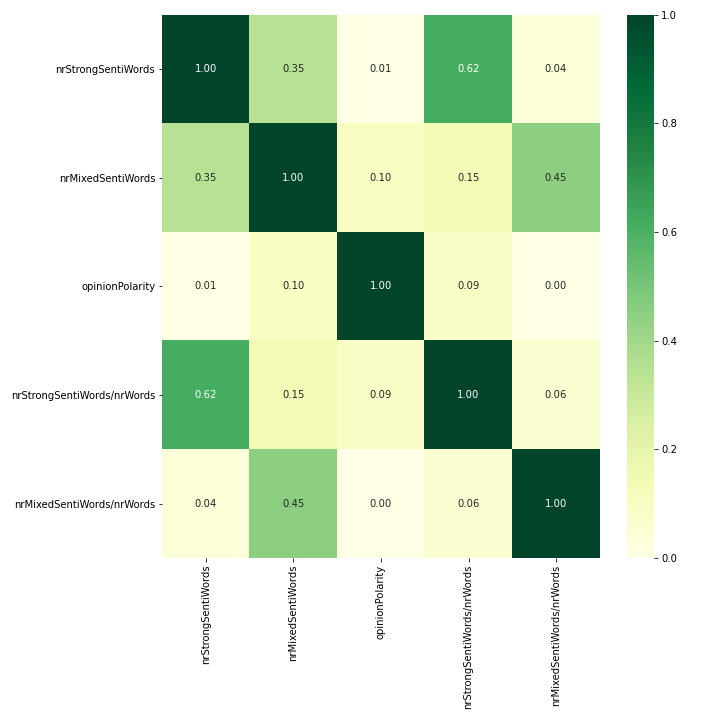 nrStrongSentiWords 1.00 0.35 0.01 0.62 0.04
nrMixedSentiWords 0.35 1.00 0.10 0.15 0.45
opinionPolarity 0.01 0.10 1.00 0.09 0.00
nrStrongSentiWords/nrWords 0.62 0.15 0.09 1.00 0.06
nrMixedSentiWords/nrWords 0.04 0.45 0.00 0.06 1.00
nrStrongSentiWords
nrMixedSentiWords
opinionPolarity
nrStrongSentiWords/nrWords
nrMixedSentiWords/nrWords
1.0
0.8
0.6
0.4
0.2
0.0